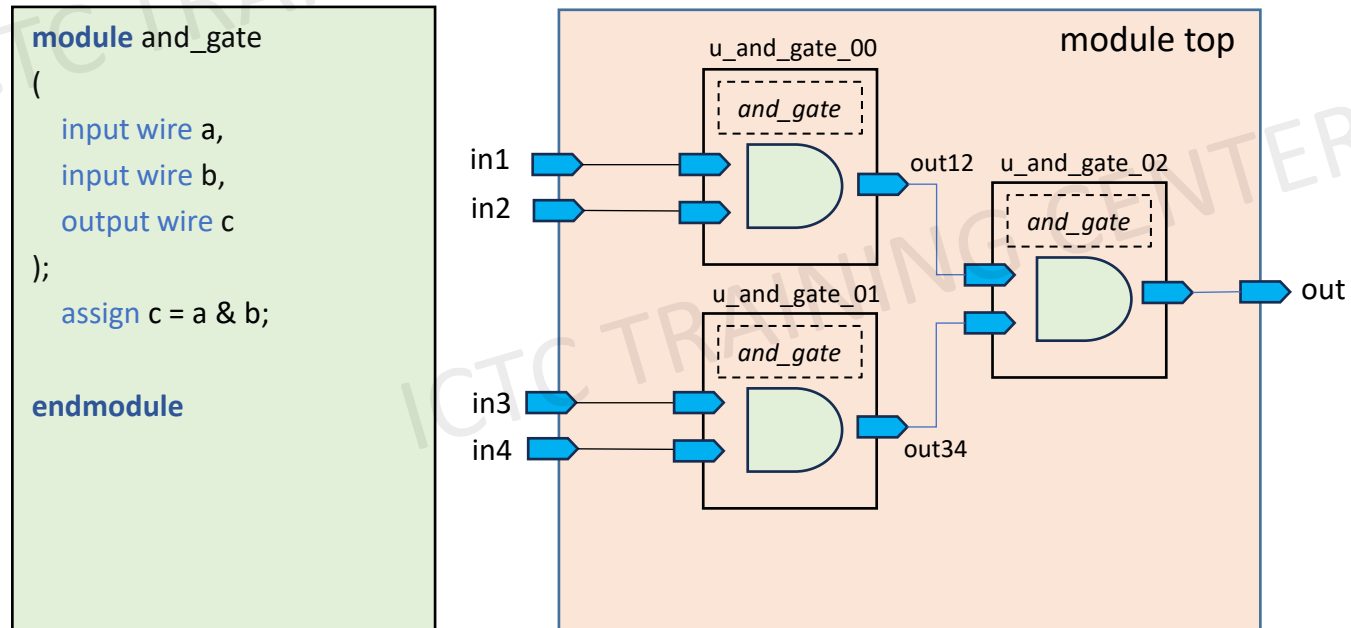 module and_gate
(
input wire a,
input wire b,
output wire c
);
assign c = a & b;
endmodule
module top
u_and_gate_00
and_gate
in1
in2
out12
u_and_gate_02
and_gate
out
u_and_gate_01
and_gate
in3
in4
out34
ICTC TRAINING CENTER